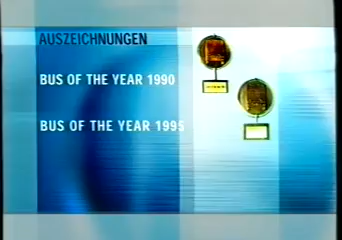 AUSZEICHNUNGEN
BUS OF THE YEAR 1990
BUS OF THE YEAR 1995